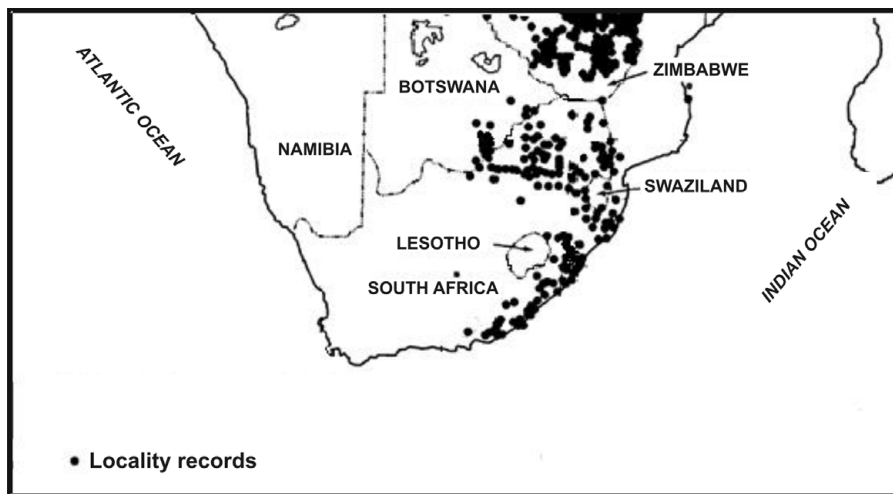 ATLANTIC OCEAN
BOTSWANA
ZIMBABWE
NAMIBIA
SWAZILAND
LESOTHO
SOUTH AFRICA
INDIAN OCEAN
Locality records